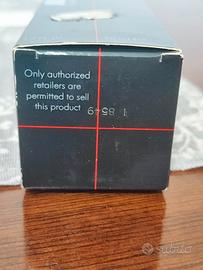 Only authorized
retailers are
permitted to sell
this product
subito